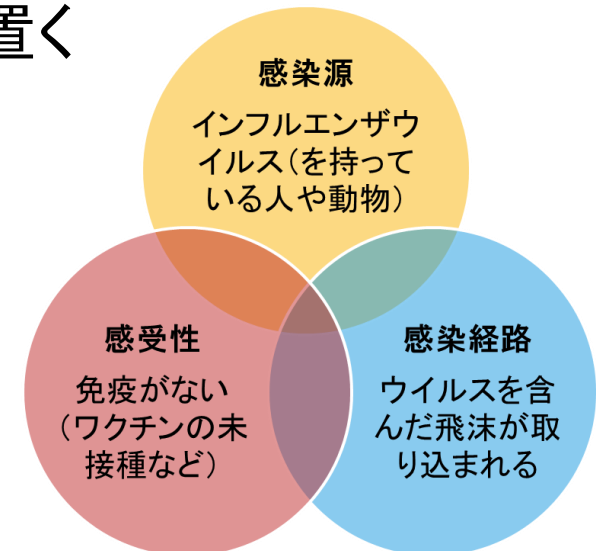 置く
感染源
インフルエンザウ
イルス(を持って
いる人や動物)
感受性
免疫がない
(ワクチンの未
接種など)
感染経路
ウイルスを含
んだ飛沫が取
り込まれる